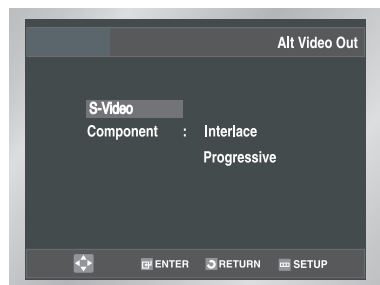 Alt Video Out
S-Video
Component : Interlace
Progressive
ENTER RETURN SETUP